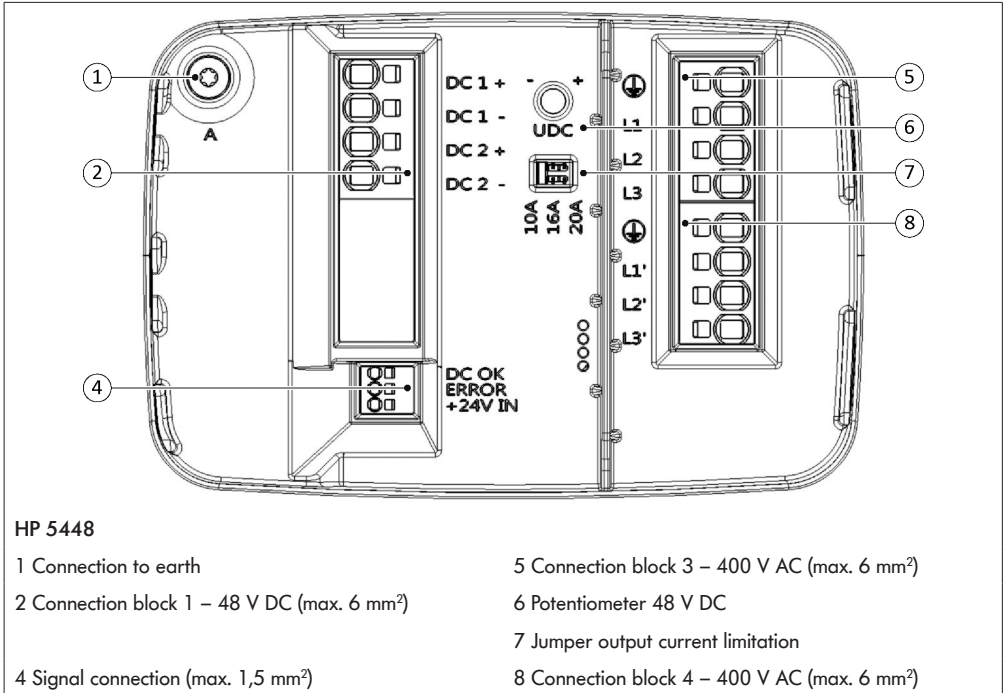 1
A
2
4
DC 1 +
DC 1 -
DC 2 +
DC 2 -
DC OK
ERROR
+24V IN
- +
UDC
10A
16A
20A
L1
L2
L3
L1'
L2'
L3'
5
6
7
8
HP 5448
1 Connection to earth
2 Connection block 1 – 48 V DC (max. 6 mm²)
4 Signal connection (max. 1,5 mm²)
5 Connection block 3 – 400 V AC (max. 6 mm²)
6 Potentiometer 48 V DC
7 Jumper output current limitation
8 Connection block 4 – 400 V AC (max. 6 mm²)